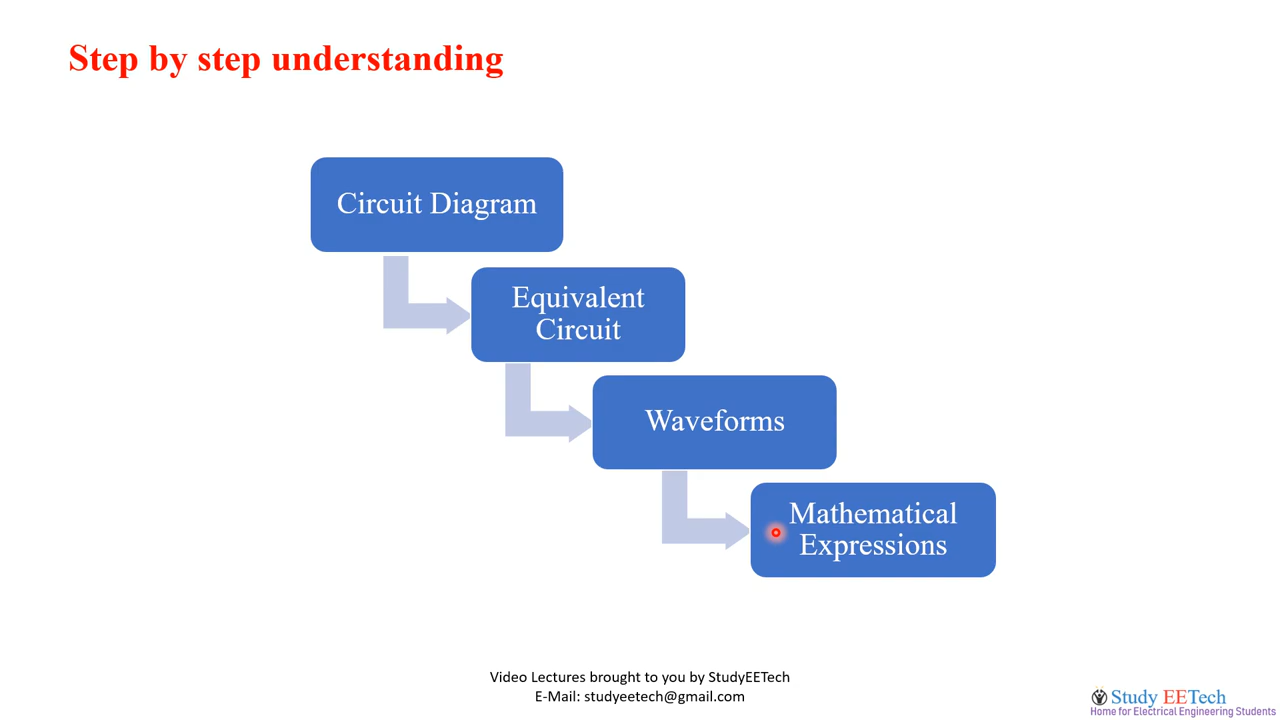 Step by step understanding
Circuit Diagram
Equivalent
Circuit
Waveforms
Mathematical
Expressions
Video Lectures brought to you by StudyEETech
E-Mail: studyeetech@gmail.com
Study EETech
Home for Electrical Engineering Students